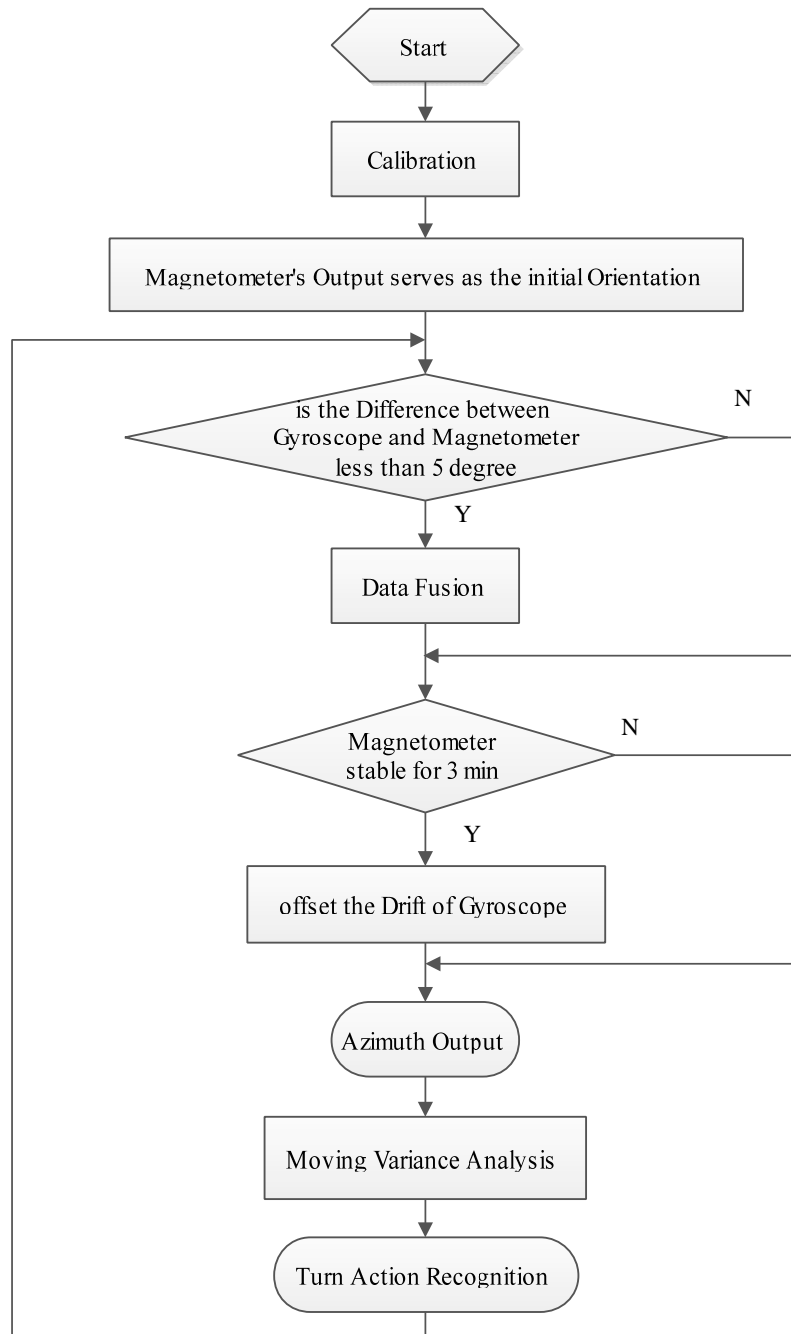 Start
Calibration
Magnetometer's Output serves as the initial Orientation
is the Difference between
Gyroscope and Magnetometer
less than 5 degree
N
Y
Data Fusion
Magnetometer
stable for 3 min
N
Y
offset the Drift of Gyroscope
Azimuth Output
Moving Variance Analysis
Turn Action Recognition